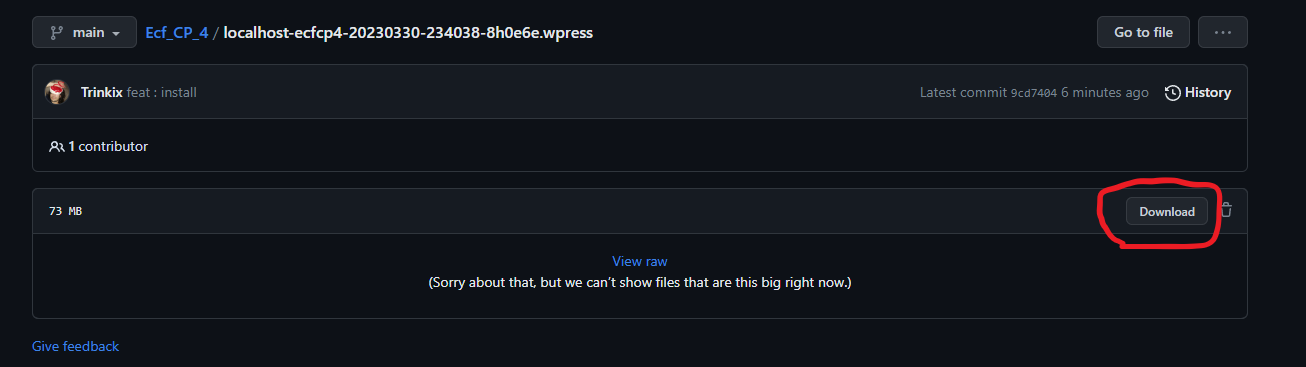 main Ecf_CP_4 / localhost-ecfcp4-20230330-234038-8h0e6e.wpress Go to file ...
Trinkix feat : install Latest commit 9cd7404 6 minutes ago History
1 contributor
73 MB Download
View raw
(Sorry about that, but we can’t show files that are this big right now.)
Give feedback